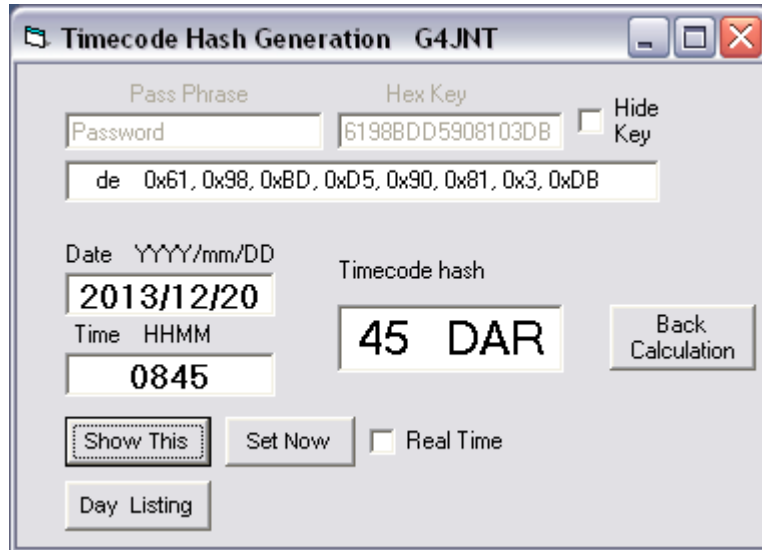 Timecode Hash Generation G4JNT
Pass Phrase Hex Key
Password 6198BDD5908103DB Hide Key
de 0x61, 0x98, 0xBD, 0xD5, 0x90, 0x81, 0x3, 0xDB
Date YYYY/mm/DD
2013/12/20
Timecode hash
45 DAR
Time HHMM
0845
Back
Calculation
Show This Set Now Real Time
Day Listing